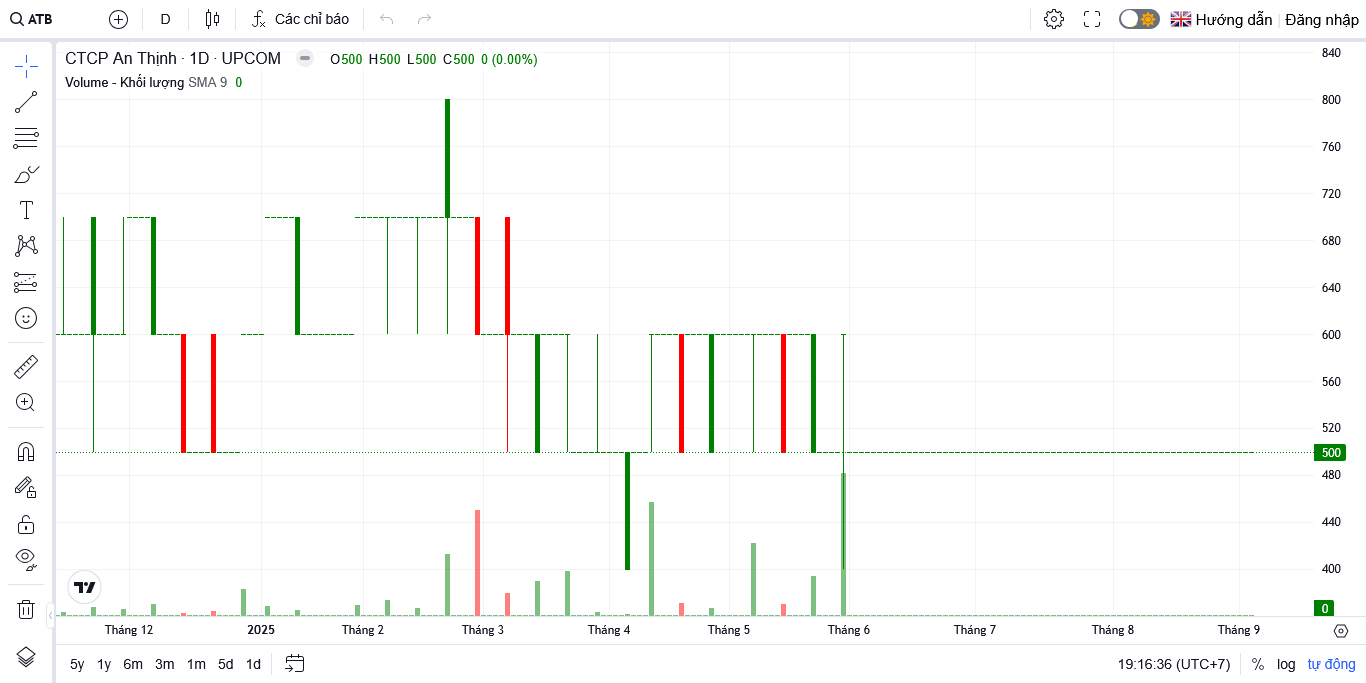 ATB D Các chỉ báo Hướng dẫn Đăng nhập
CTCP An Thịnh · 1D · UPCOM O500 H500 L500 C500 0 (0.00%)
Volume - Khối lượng SMA 9 0
840
800
760
720
680
640
600
560
520
500
480
440
400
0
Tháng 12 2025 Tháng 2 Tháng 3 Tháng 4 Tháng 5 Tháng 6 Tháng 7 Tháng 8 Tháng 9
5y 1y 6m 3m 1m 5d 1d 19:16:36 (UTC+7) % log tự động